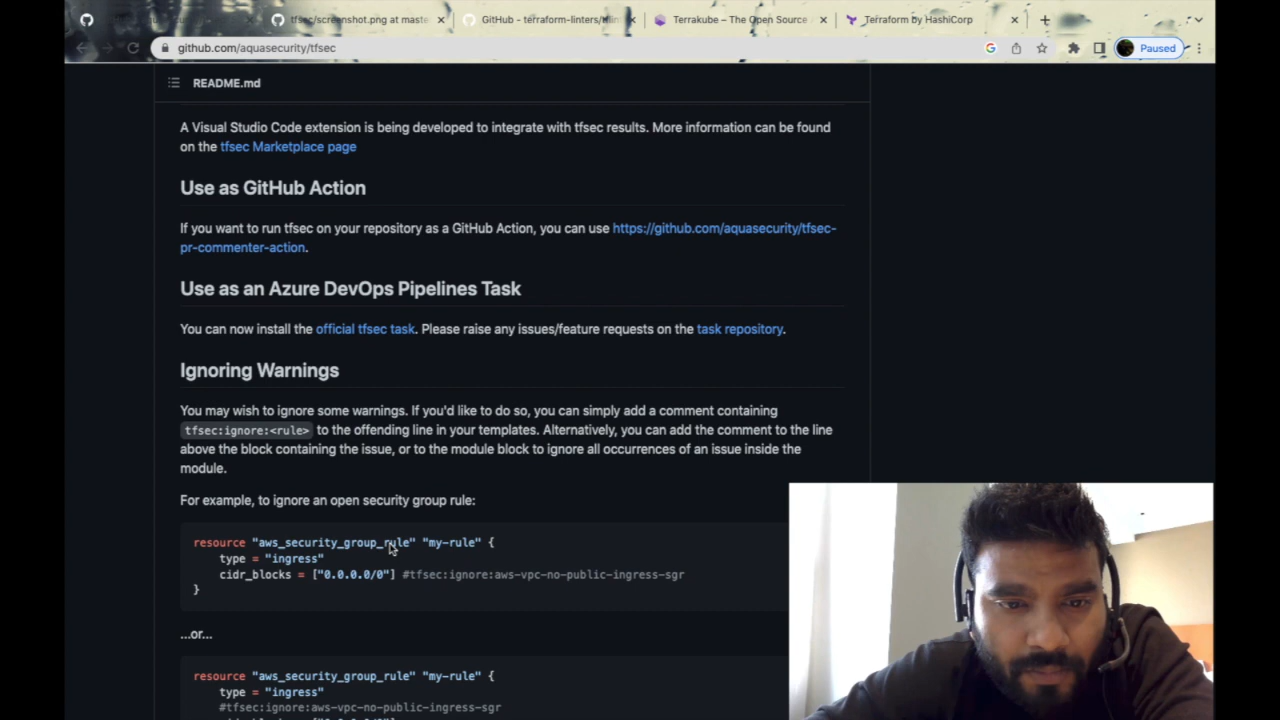 tfsec/screenshot.png at maste
GitHub - terraform-linters/tflin
Terrakube – The Open Source
Terraform by HashiCorp
github.com/aquasecurity/tfsec
Paused
README.md
A Visual Studio Code extension is being developed to integrate with tfsec results. More information can be found
on the tfsec Marketplace page
Use as GitHub Action
If you want to run tfsec on your repository as a GitHub Action, you can use https://github.com/aquasecurity/tfsec-
pr-commenter-action.
Use as an Azure DevOps Pipelines Task
You can now install the official tfsec task. Please raise any issues/feature requests on the task repository.
Ignoring Warnings
You may wish to ignore some warnings. If you'd like to do so, you can simply add a comment containing
tfsec:ignore:<rule> to the offending line in your templates. Alternatively, you can add the comment to the line
above the block containing the issue, or to the module block to ignore all occurrences of an issue inside the
module.
For example, to ignore an open security group rule:
resource "aws_security_group_rule" "my-rule" {
type = "ingress"
cidr_blocks = ["0.0.0.0/0"] #tfsec:ignore:aws-vpc-no-public-ingress-sgr
}
...or...
resource "aws_security_group_rule" "my-rule" {
type = "ingress"
#tfsec:ignore:aws-vpc-no-public-ingress-sgr